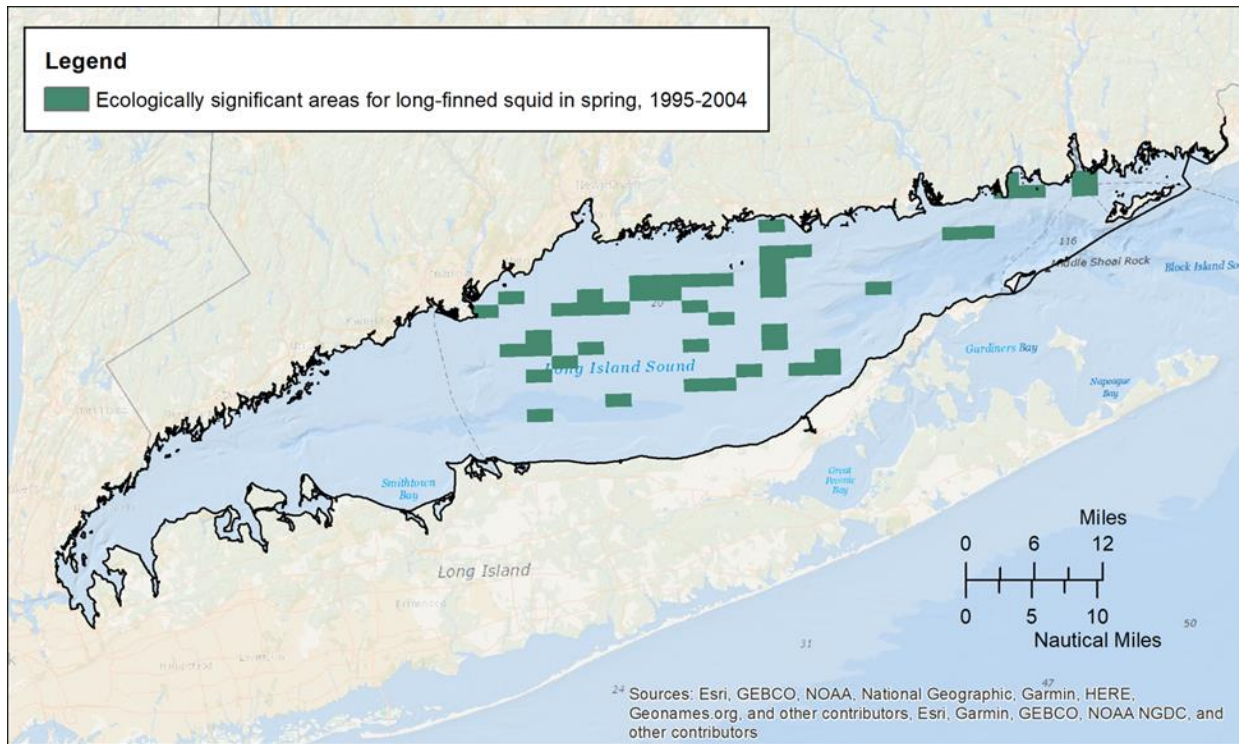 Legend
Ecologically significant areas for long-finned squid in spring, 1995-2004
116
Middle Shoal Rock
Block Island So
20
Long Island Sound
Gardiners Bay
Napeague
Bay
Smithtown
Bay
Great
Peconic
Bay
Long Island
Miles
0 6 12
0 5 10
Nautical Miles
50
31
24
47
Sources: Esri, GEBCO, NOAA, National Geographic, Garmin, HERE,
Geonames.org, and other contributors, Esri, Garmin, GEBCO, NOAA NGDC, and
other contributors